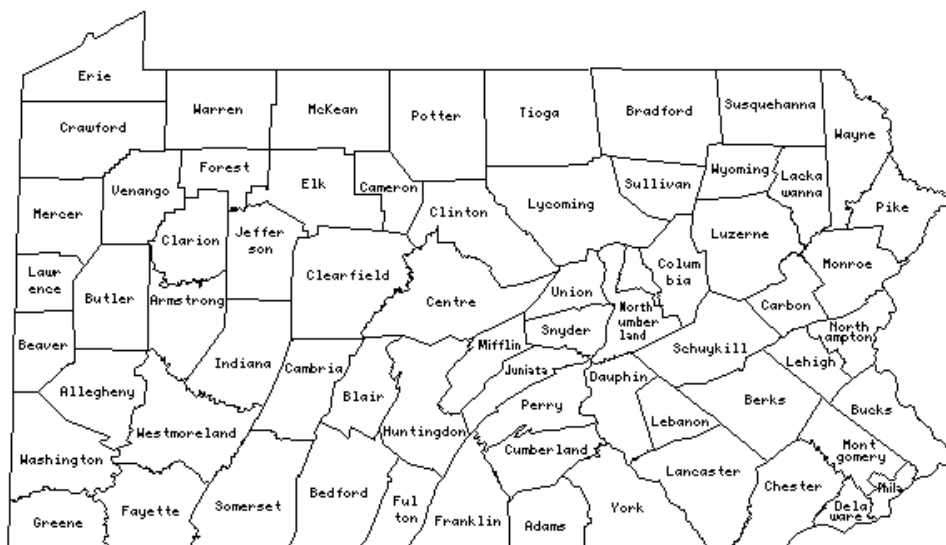 Erie
Crawford
Warren
McKean
Potter
Tioga
Bradford
Susquehanna
Wayne
Forest
Venango
Elk
Cameron
Clinton
Lycoming
Sullivan
Wyoming
Lacka
wanna
Pike
Mercer
Clarion
Jeffer
son
Clearfield
Luzerne
Colum
bia
Monroe
Lawr
ence
Butler
Armstrong
Centre
Union
North
umber
land
Carbon
Beaver
Indiana
Snyder
Mifflin
Schuykill
North
ampton
Lehigh
Allegheny
Cambria
Blair
Juniata
Dauphin
Berks
Bucks
Westmoreland
Huntingdon
Perry
Lebanon
Washington
Cumberland
Lancaster
Mont
gomery
Greene
Fayette
Somerset
Bedford
Ful
ton
Franklin
Adams
York
Chester
Phila
Dela
ware